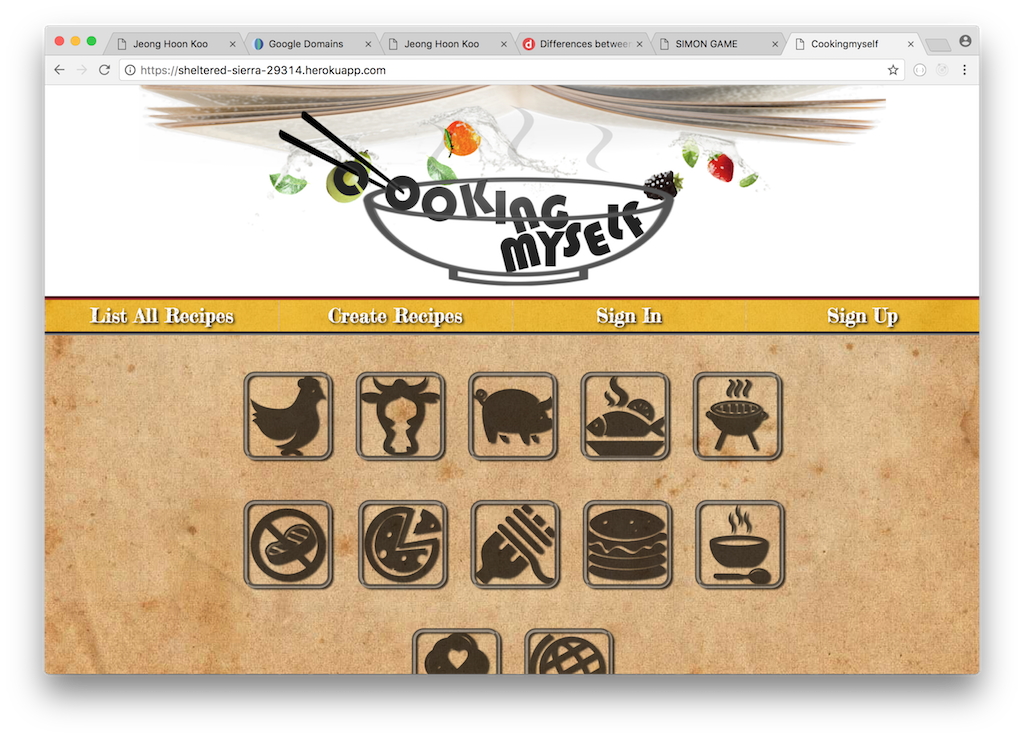 Jeong Hoon Koo
Google Domains
Jeong Hoon Koo
Differences between
SIMON GAME
Cookingmyself
https://sheltered-sierra-29314.herokuapp.com
COOKING
MYSELF
List All Recipes
Create Recipes
Sign In
Sign Up